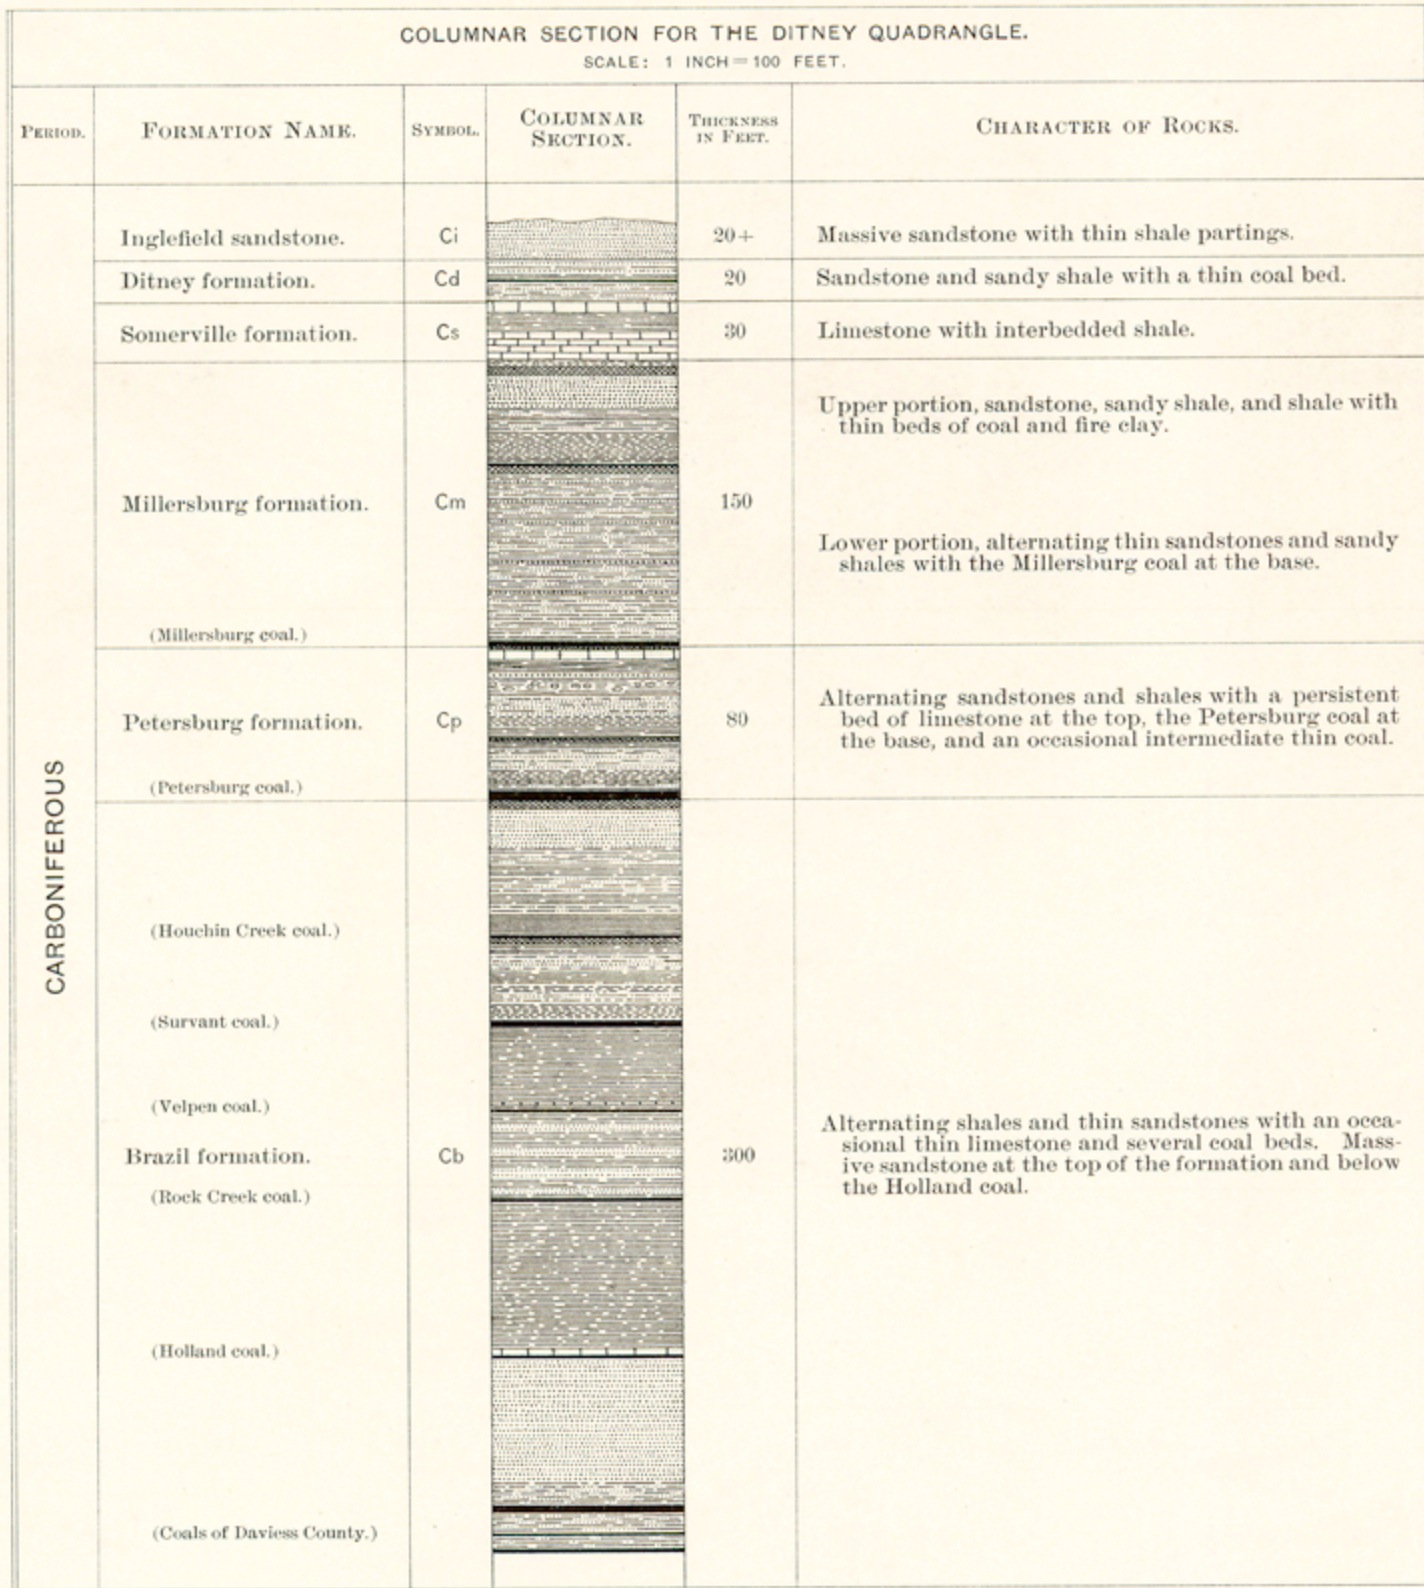 COLUMNAR SECTION FOR THE DITNEY QUADRANGLE.
SCALE: 1 INCH = 100 FEET.
PERIOD.
FORMATION NAME.
SYMBOL.
COLUMNAR
SECTION.
THICKNESS
IN FEET.
CHARACTER OF ROCKS.
CARBONIFEROUS
Inglefield sandstone.
Ci
20+
Massive sandstone with thin shale partings.
Ditney formation.
Cd
20
Sandstone and sandy shale with a thin coal bed.
Somerville formation.
Cs
30
Limestone with interbedded shale.
Millersburg formation.
Cm
150
Upper portion, sandstone, sandy shale, and shale with
thin beds of coal and fire clay.
Lower portion, alternating thin sandstones and sandy
shales with the Millersburg coal at the base.
(Millersburg coal.)
Petersburg formation.
Cp
80
Alternating sandstones and shales with a persistent
bed of limestone at the top, the Petersburg coal at
the base, and an occasional intermediate thin coal.
(Petersburg coal.)
(Houchin Creek coal.)
(Survant coal.)
(Velpen coal.)
Brazil formation.
Cb
300
Alternating shales and thin sandstones with an occa-
sional thin limestone and several coal beds. Mass-
ive sandstone at the top of the formation and below
the Holland coal.
(Rock Creek coal.)
(Holland coal.)
(Coals of Daviess County.)